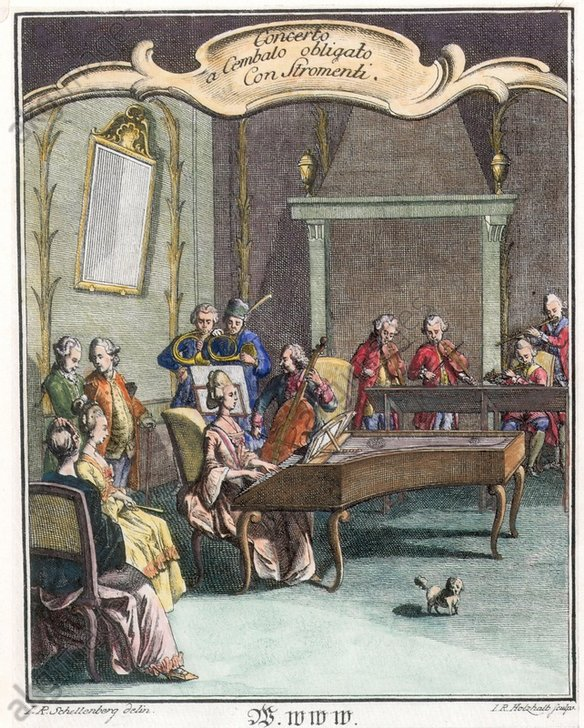 Concerto
a Cembalo obligato
Con Stromenti.
I. R. Schellenberg delin.
I. R. Holzhalb sculps.
W. w w w.